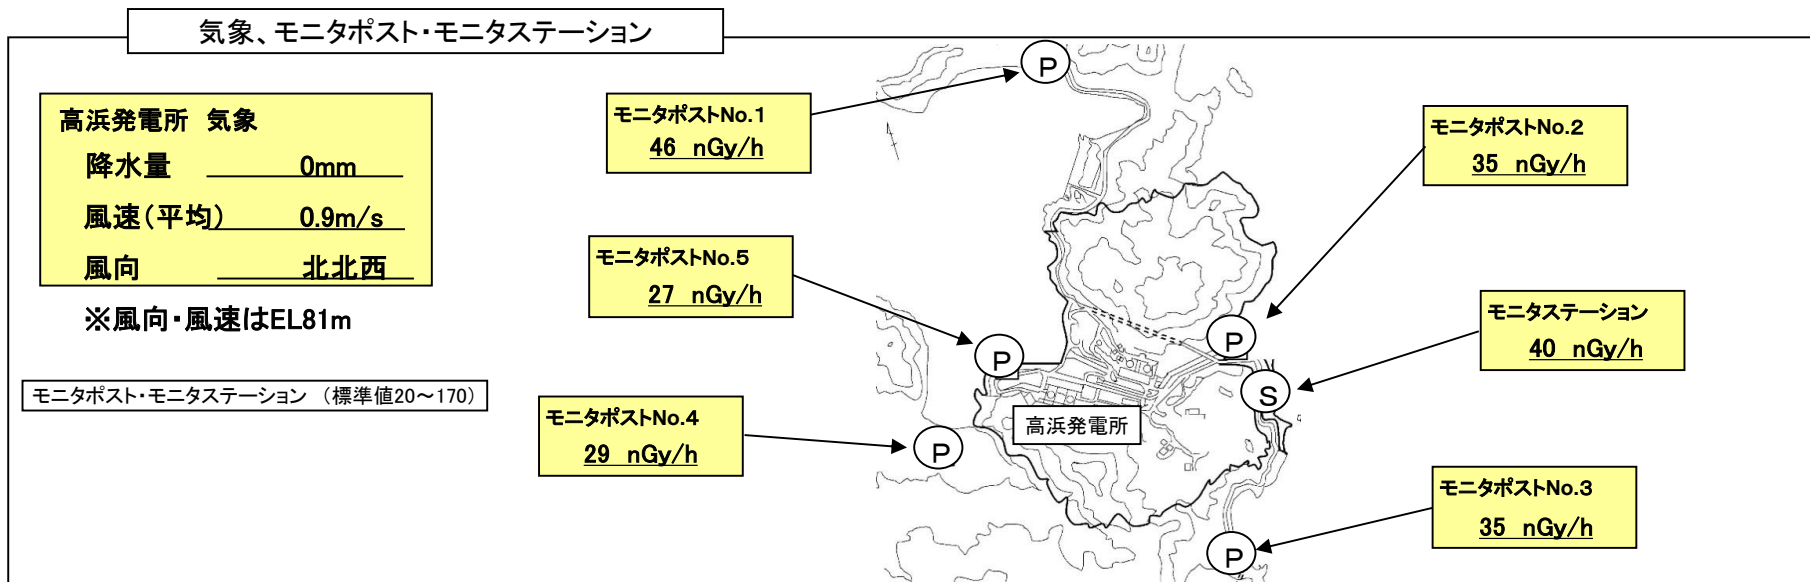 気象、モニタポスト・モニタステーション
高浜発電所 気象
降水量 0mm
風速(平均) 0.9m/s
風向 北北西
※風向・風速はEL81m
モニタポスト・モニタステーション (標準値20～170)
モニタポストNo.1
46 nGy/h
モニタポストNo.2
35 nGy/h
モニタポストNo.5
27 nGy/h
モニタステーション
40 nGy/h
モニタポストNo.4
29 nGy/h
モニタポストNo.3
35 nGy/h
高浜発電所
P
P
P
S
P
P